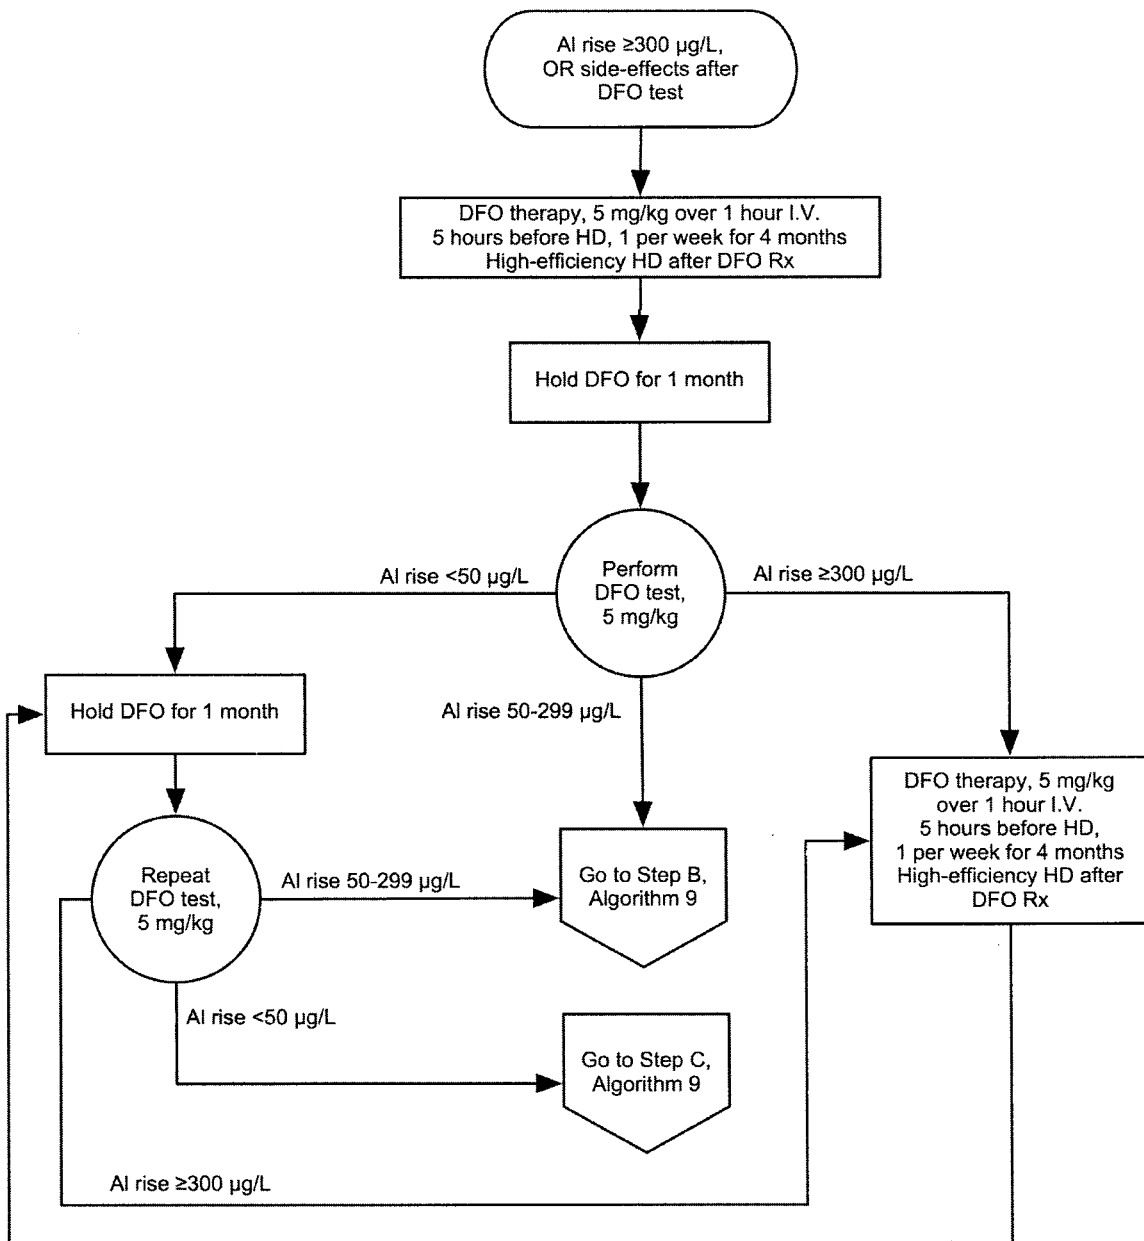 Al rise ≥300 µg/L,
OR side-effects after
DFO test
DFO therapy, 5 mg/kg over 1 hour I.V.
5 hours before HD, 1 per week for 4 months
High-efficiency HD after DFO Rx
Hold DFO for 1 month
Perform
DFO test,
5 mg/kg
Al rise <50 µg/L
Al rise ≥300 µg/L
Al rise 50-299 µg/L
Hold DFO for 1 month
DFO therapy, 5 mg/kg
over 1 hour I.V.
5 hours before HD,
1 per week for 4 months
High-efficiency HD after
DFO Rx
Repeat
DFO test,
5 mg/kg
Al rise 50-299 µg/L
Go to Step B,
Algorithm 9
Al rise <50 µg/L
Go to Step C,
Algorithm 9
Al rise ≥300 µg/L